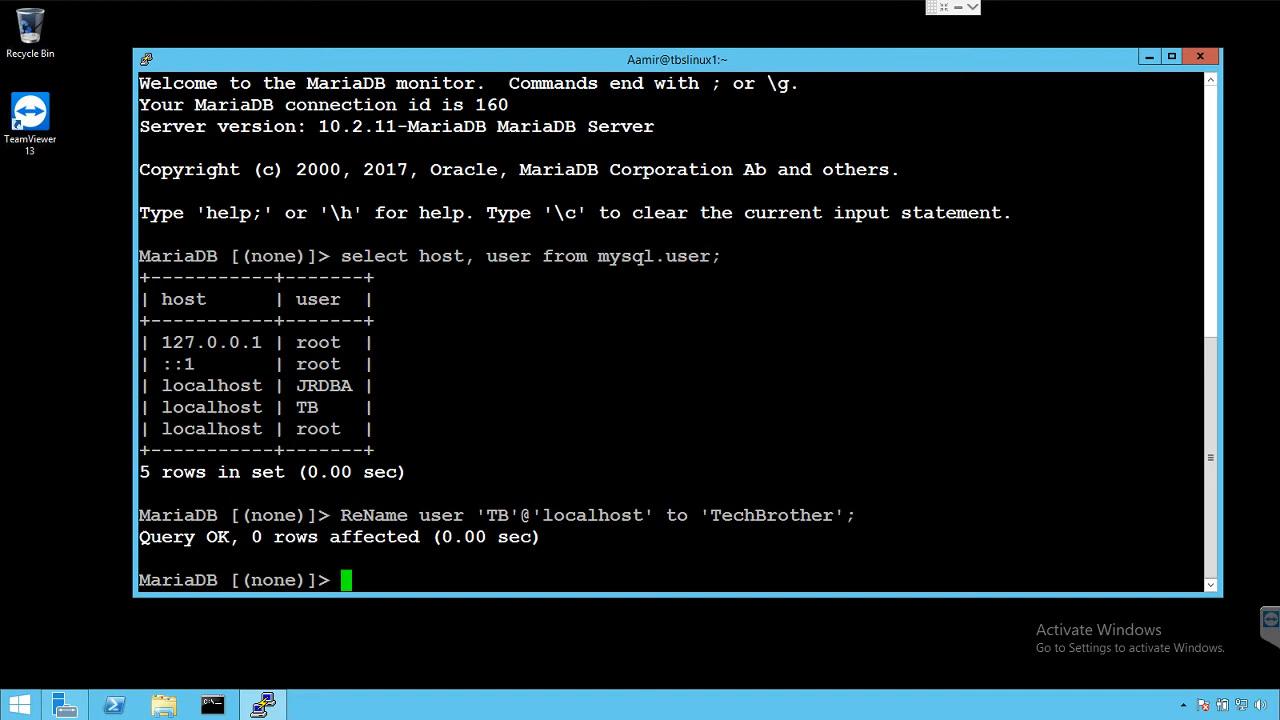 Recycle Bin
TeamViewer
13
Aamir@tbslinux1:~
Welcome to the MariaDB monitor.  Commands end with ; or \g.
Your MariaDB connection id is 160
Server version: 10.2.11-MariaDB MariaDB Server
Copyright (c) 2000, 2017, Oracle, MariaDB Corporation Ab and others.
Type 'help;' or '\h' for help. Type '\c' to clear the current input statement.
MariaDB [(none)]> select host, user from mysql.user;
+-----------+-------+
| host      | user  |
+-----------+-------+
| 127.0.0.1 | root  |
| ::1       | root  |
| localhost | JRDBA |
| localhost | TB    |
| localhost | root  |
+-----------+-------+
5 rows in set (0.00 sec)
MariaDB [(none)]> ReName user 'TB'@'localhost' to 'TechBrother';
Query OK, 0 rows affected (0.00 sec)
MariaDB [(none)]>
Activate Windows
Go to Settings to activate Windows.